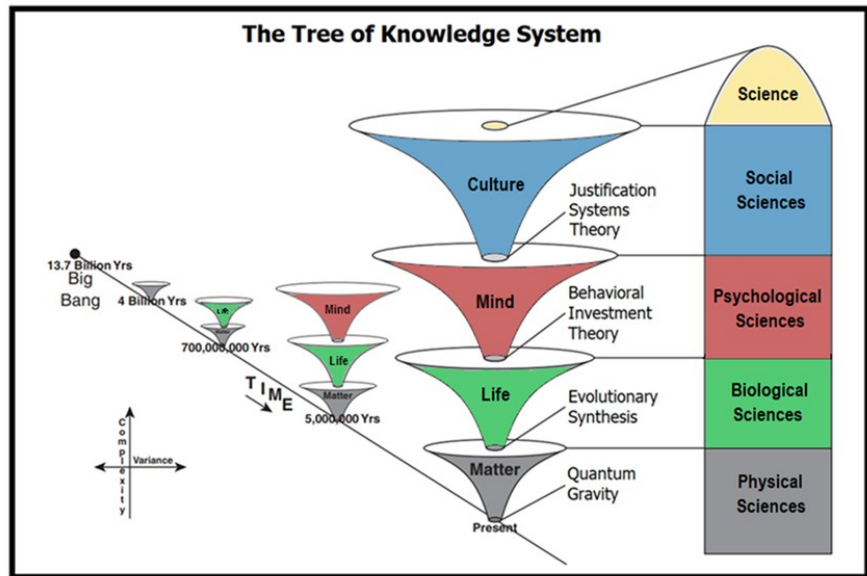 The Tree of Knowledge System
Science
Culture
Social
Sciences
Justification
Systems
Theory
13.7 Billion Yrs
Big
Bang
4 Billion Yrs
Life
Matter
700,000,000 Yrs
Mind
Life
Matter
5,000,000 Yrs
TIME
Mind
Behavioral
Investment
Theory
Psychological
Sciences
Life
Evolutionary
Synthesis
Biological
Sciences
Matter
Quantum
Gravity
Present
Physical
Sciences
Complexity
Variance